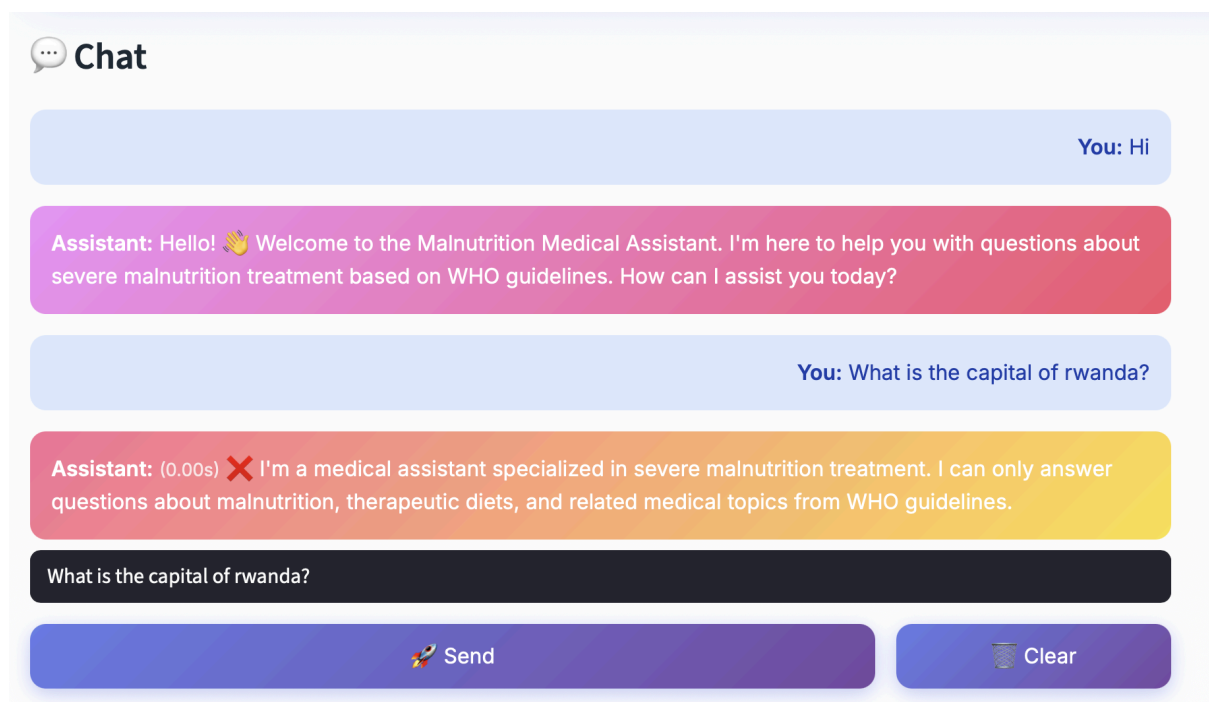 💬 Chat
You: Hi
Assistant: Hello! 👋 Welcome to the Malnutrition Medical Assistant. I'm here to help you with questions about
severe malnutrition treatment based on WHO guidelines. How can I assist you today?
You: What is the capital of rwanda?
Assistant: (0.00s) ❌ I'm a medical assistant specialized in severe malnutrition treatment. I can only answer
questions about malnutrition, therapeutic diets, and related medical topics from WHO guidelines.
What is the capital of rwanda?
🚀 Send
🗑️ Clear